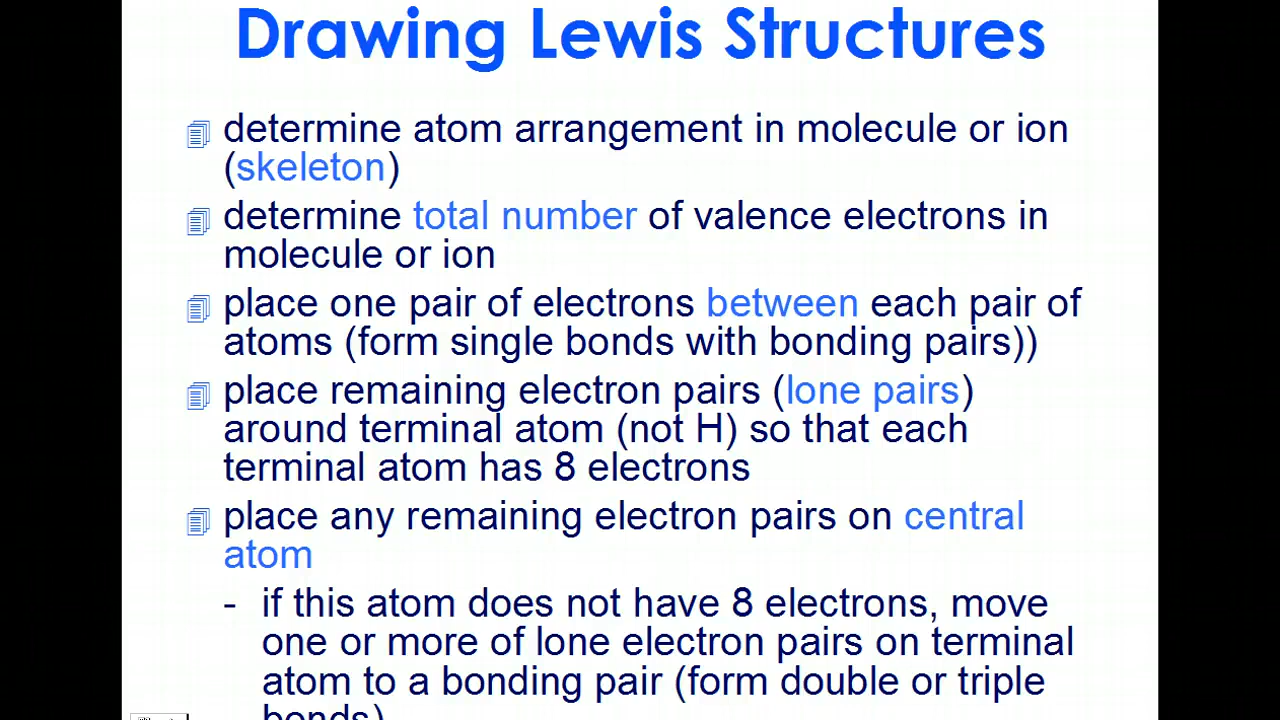 Drawing Lewis Structures
determine atom arrangement in molecule or ion
(skeleton)
determine total number of valence electrons in
molecule or ion
place one pair of electrons between each pair of
atoms (form single bonds with bonding pairs))
place remaining electron pairs (lone pairs)
around terminal atom (not H) so that each
terminal atom has 8 electrons
place any remaining electron pairs on central
atom
- if this atom does not have 8 electrons, move
one or more of lone electron pairs on terminal
atom to a bonding pair (form double or triple
bonds)